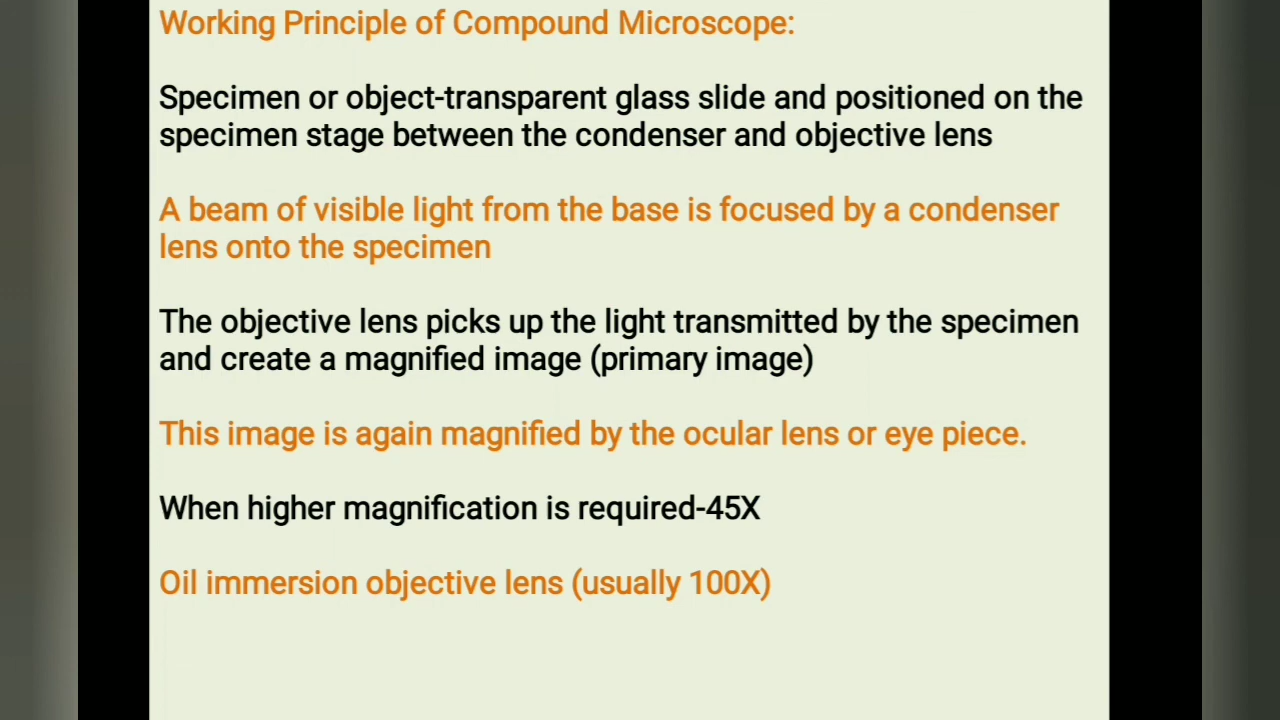 Working Principle of Compound Microscope:
Specimen or object-transparent glass slide and positioned on the
specimen stage between the condenser and objective lens
A beam of visible light from the base is focused by a condenser
lens onto the specimen
The objective lens picks up the light transmitted by the specimen
and create a magnified image (primary image)
This image is again magnified by the ocular lens or eye piece.
When higher magnification is required-45X
Oil immersion objective lens (usually 100X)